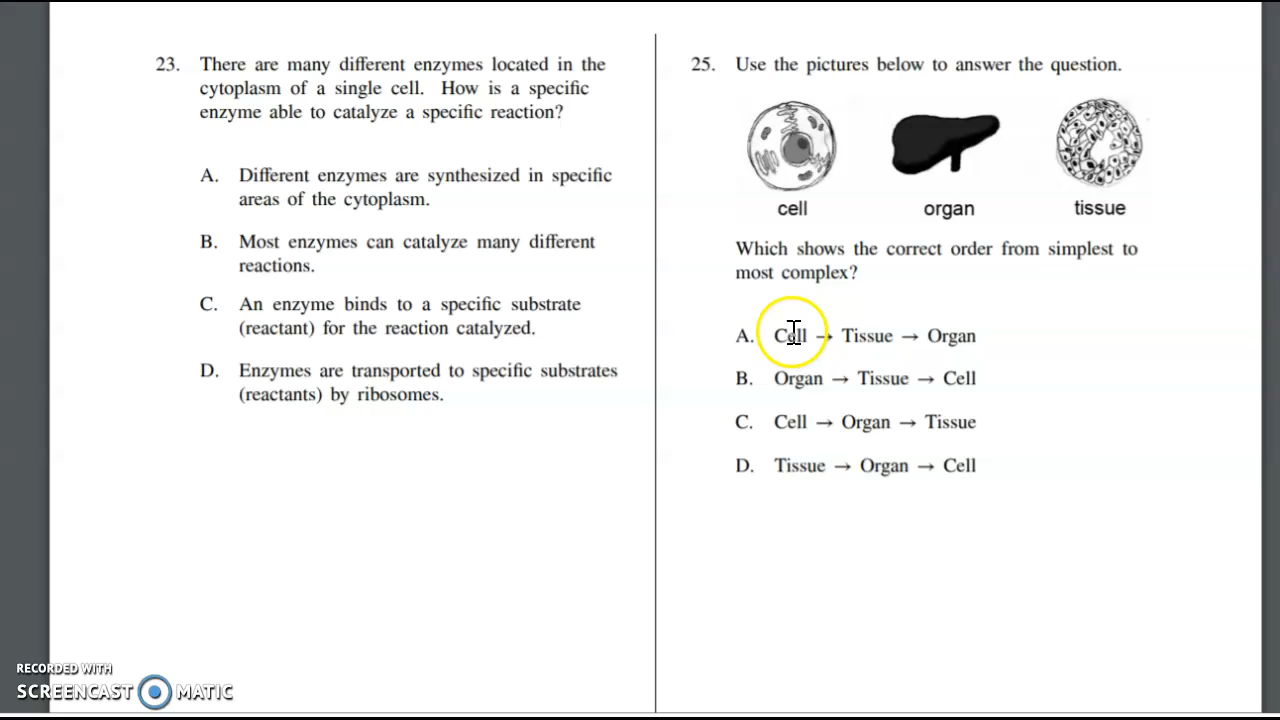 23. There are many different enzymes located in the
cytoplasm of a single cell. How is a specific
enzyme able to catalyze a specific reaction?
A. Different enzymes are synthesized in specific
areas of the cytoplasm.
B. Most enzymes can catalyze many different
reactions.
C. An enzyme binds to a specific substrate
(reactant) for the reaction catalyzed.
D. Enzymes are transported to specific substrates
(reactants) by ribosomes.
25. Use the pictures below to answer the question.
cell organ tissue
Which shows the correct order from simplest to
most complex?
A. Cell → Tissue → Organ
B. Organ → Tissue → Cell
C. Cell → Organ → Tissue
D. Tissue → Organ → Cell
RECORDED WITH
SCREENCAST MATIC